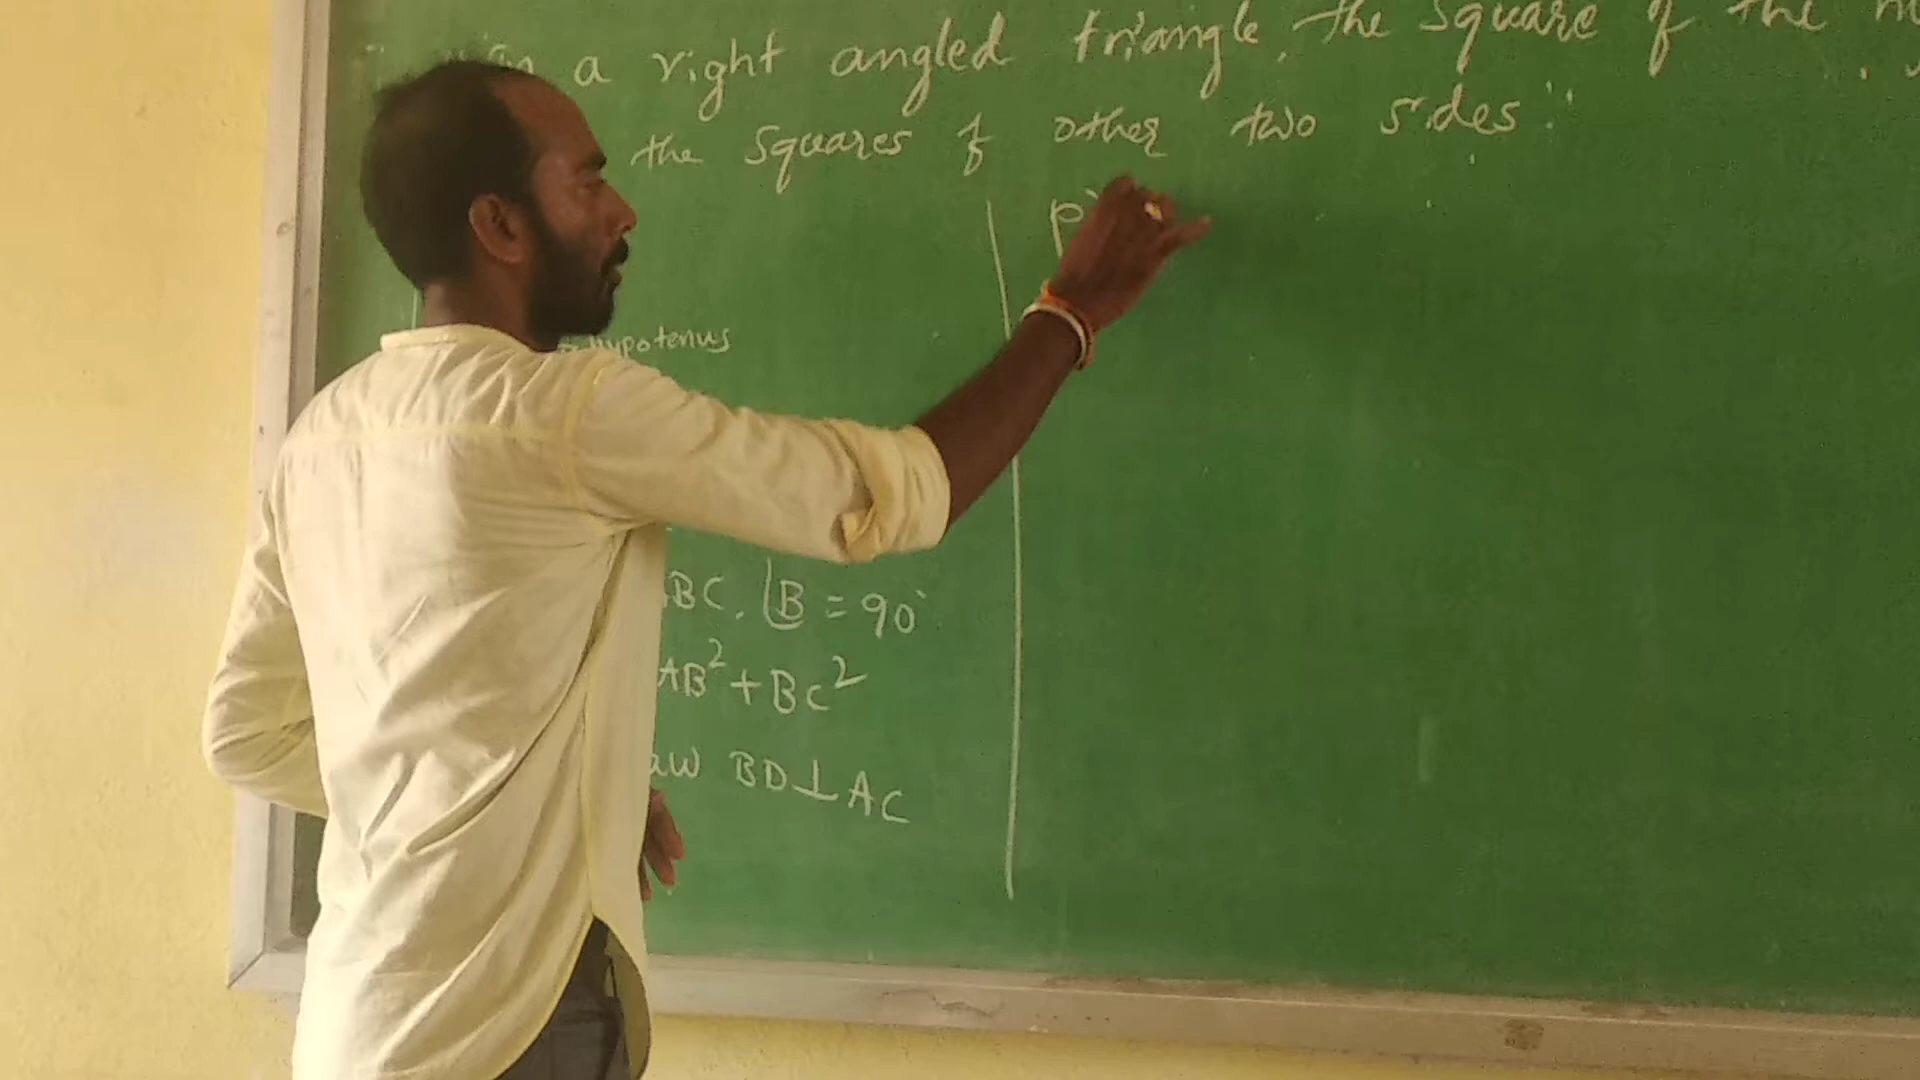 in a right angled triangle, the square of the
the squares of other two sides"
hypotenus
BC, ∠B = 90°
AB² + BC²
aw BD⊥AC